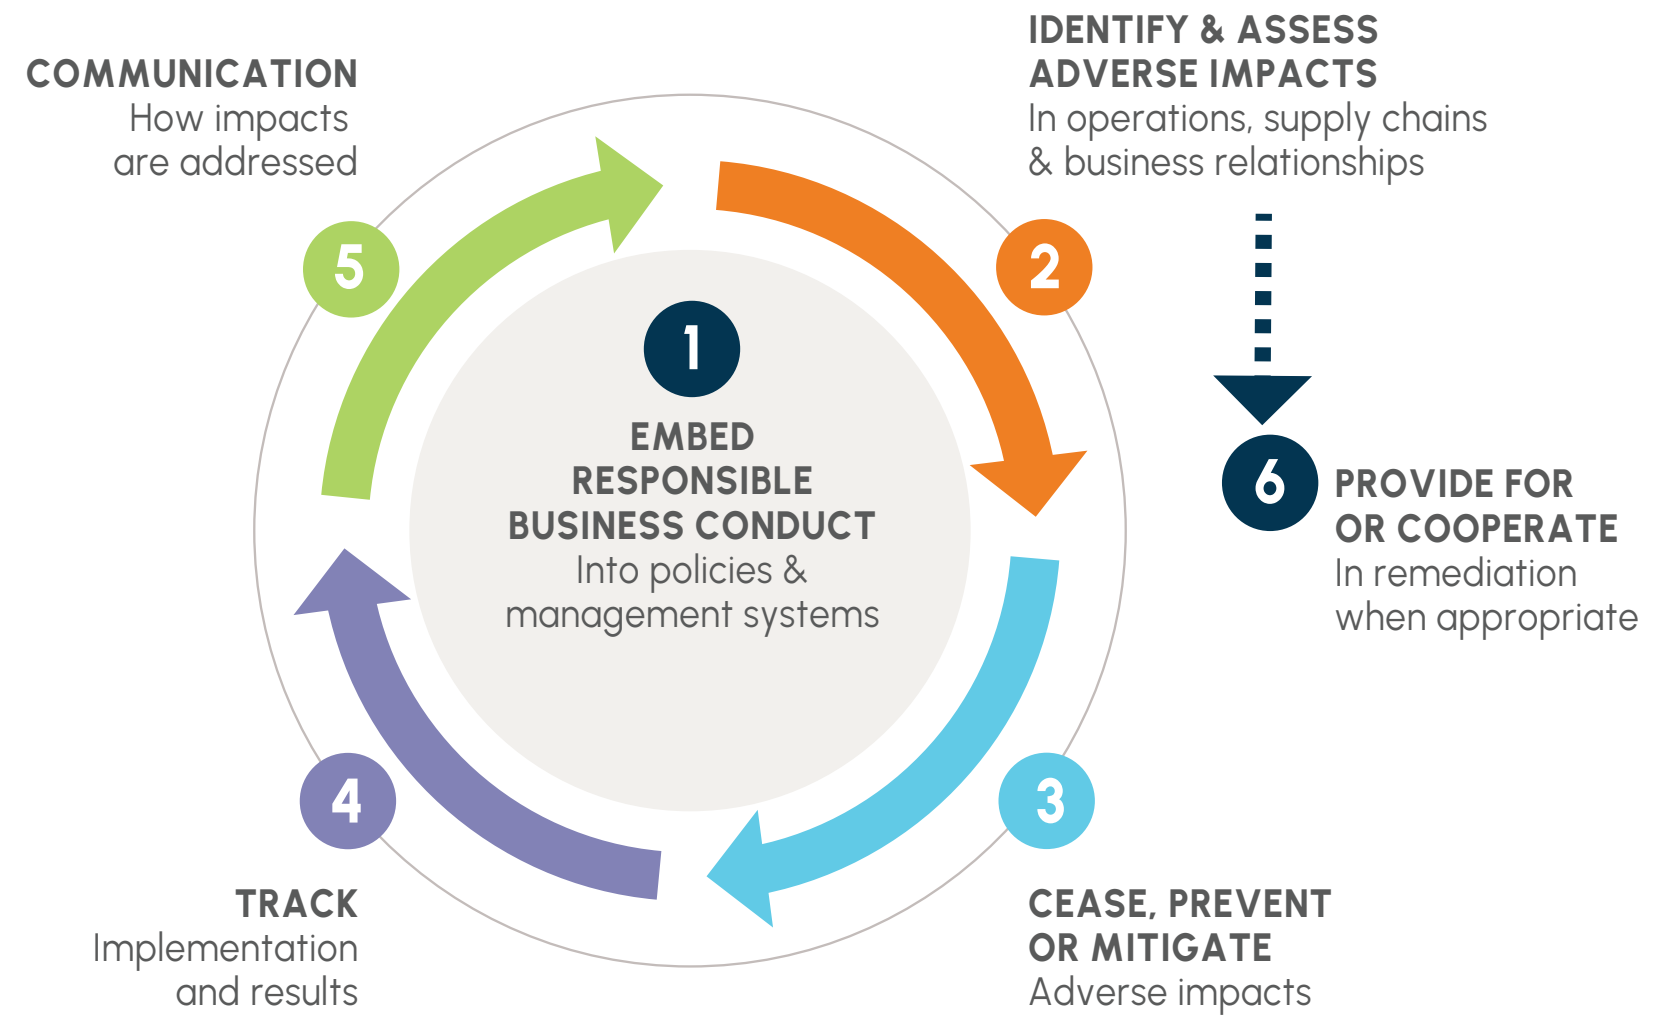 1
EMBED
RESPONSIBLE
BUSINESS CONDUCT
Into policies &
management systems
2
IDENTIFY & ASSESS
ADVERSE IMPACTS
In operations, supply chains
& business relationships
3
CEASE, PREVENT
OR MITIGATE
Adverse impacts
4
TRACK
Implementation
and results
5
COMMUNICATION
How impacts
are addressed
6
PROVIDE FOR
OR COOPERATE
In remediation
when appropriate